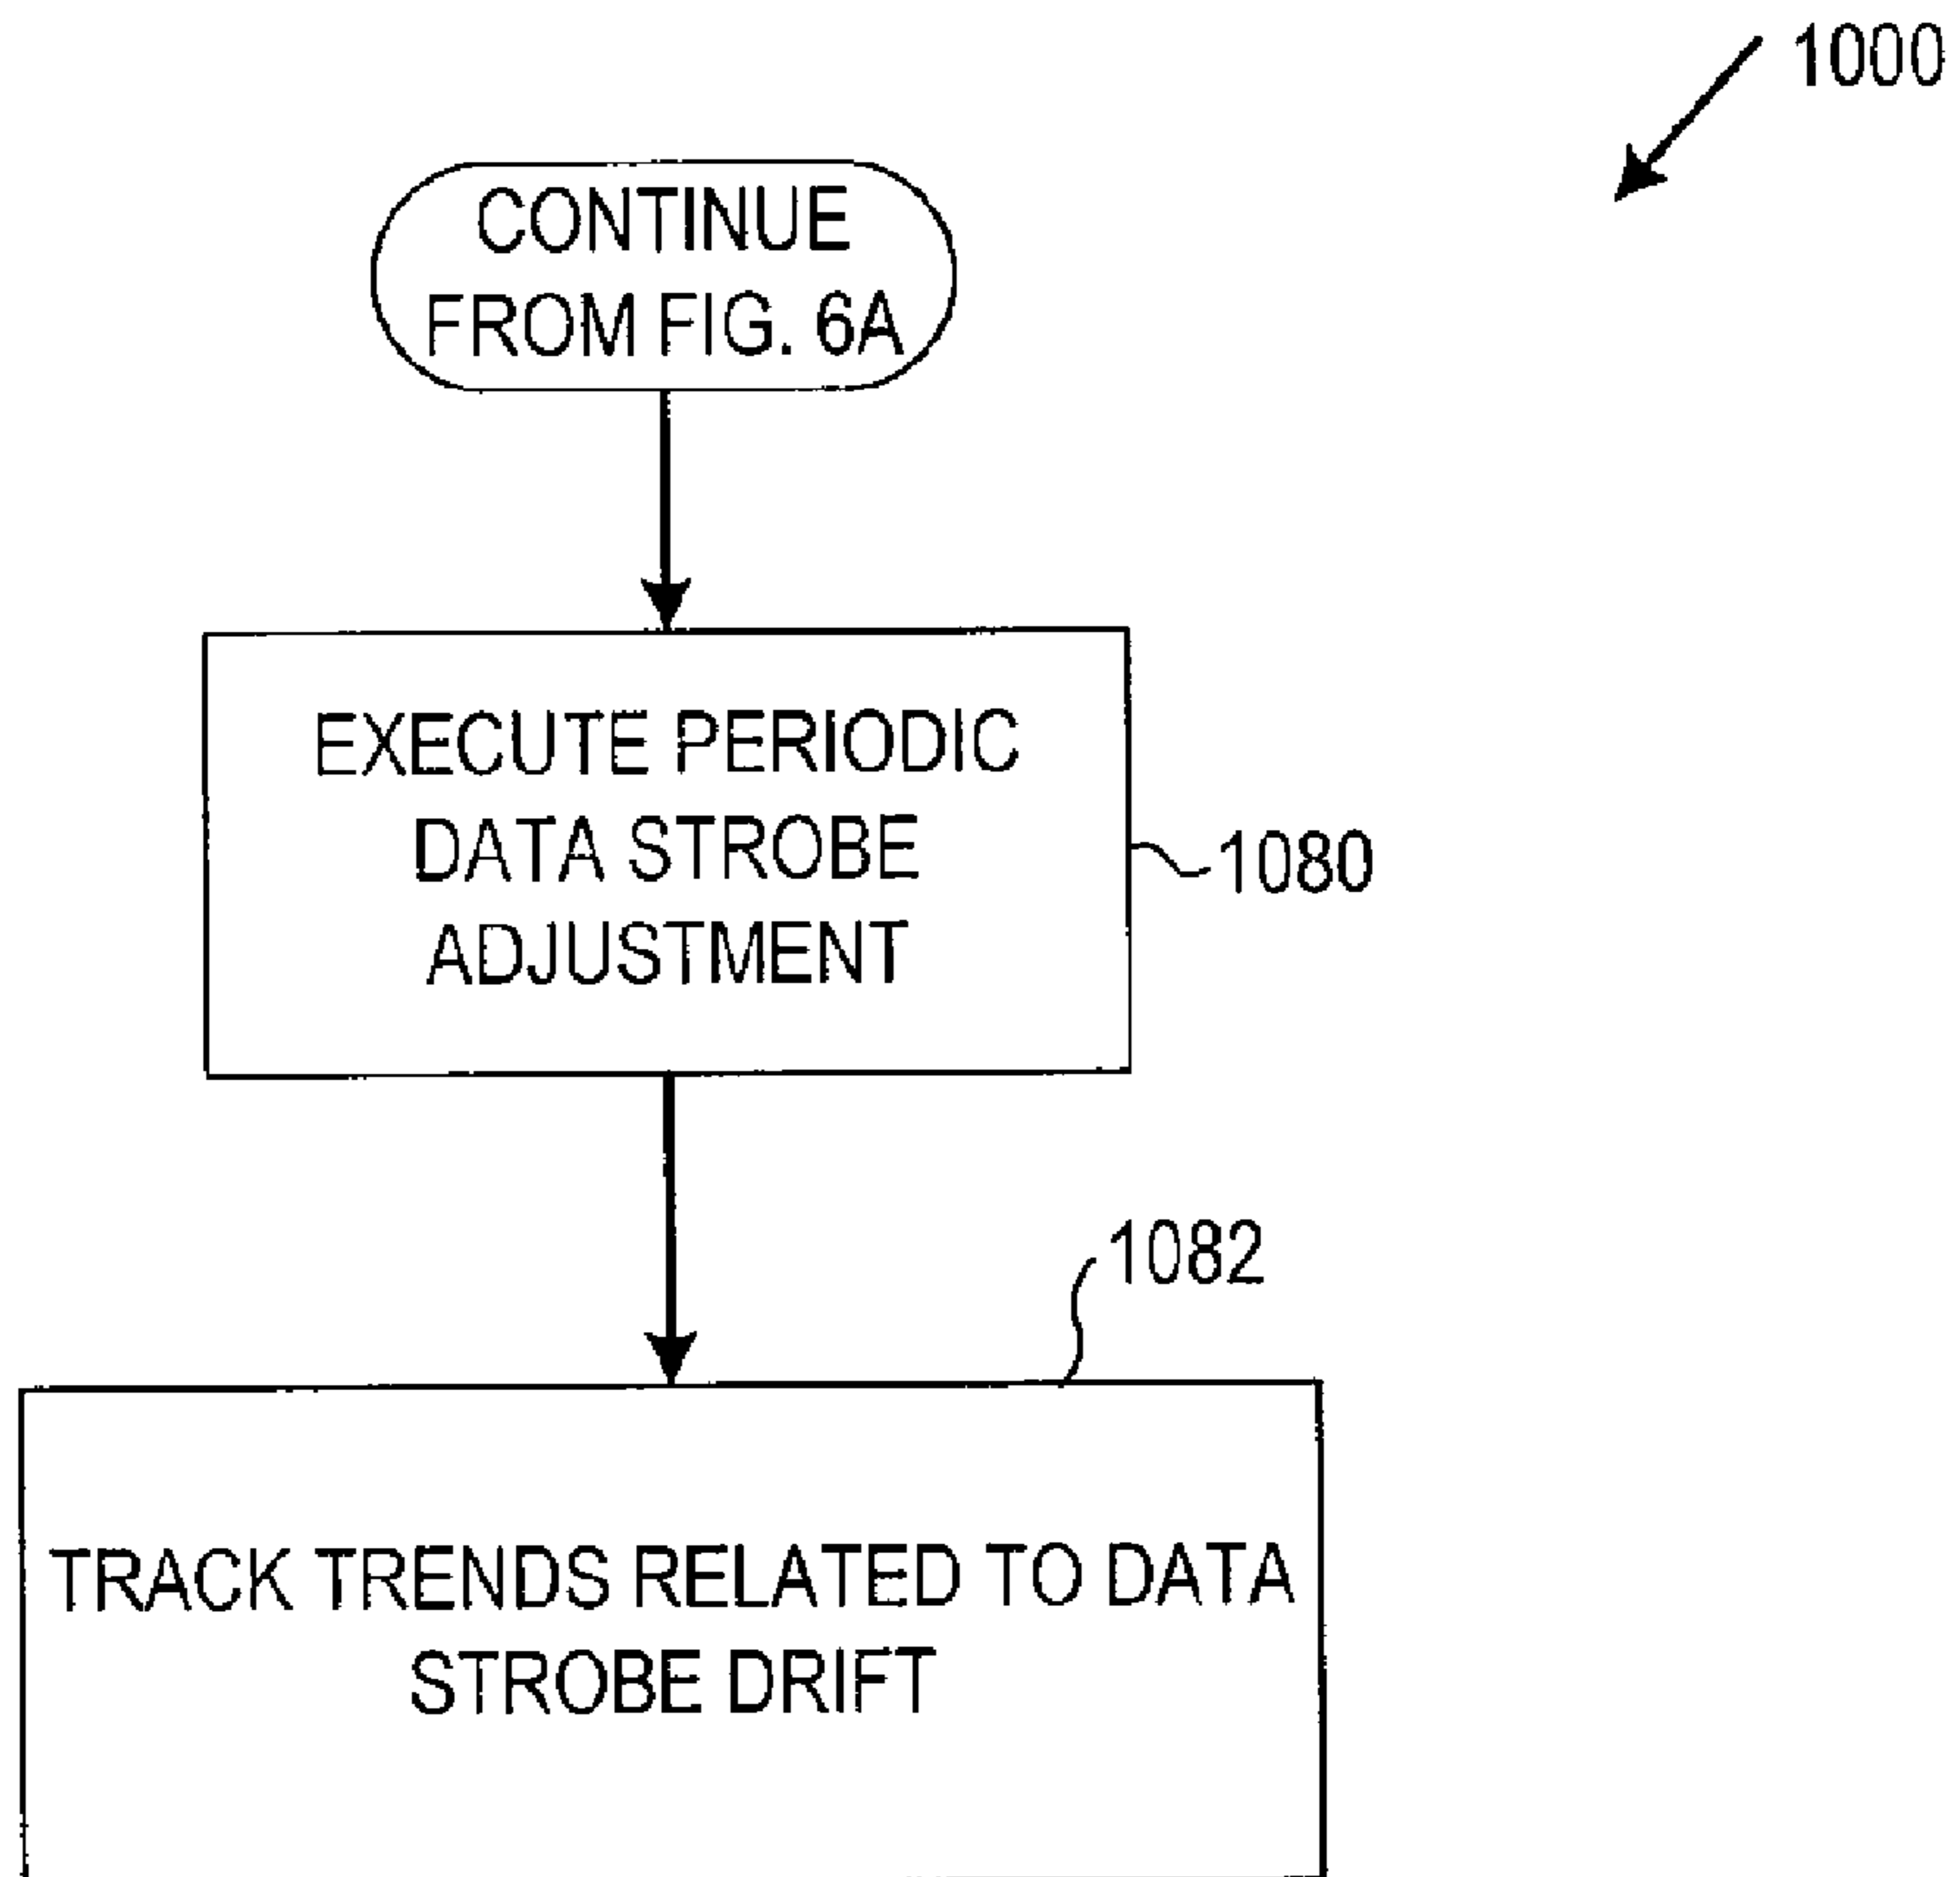 1000
CONTINUE
FROM FIG. 6A
EXECUTE PERIODIC
DATA STROBE
ADJUSTMENT
1080
1082
TRACK TRENDS RELATED TO DATA
STROBE DRIFT